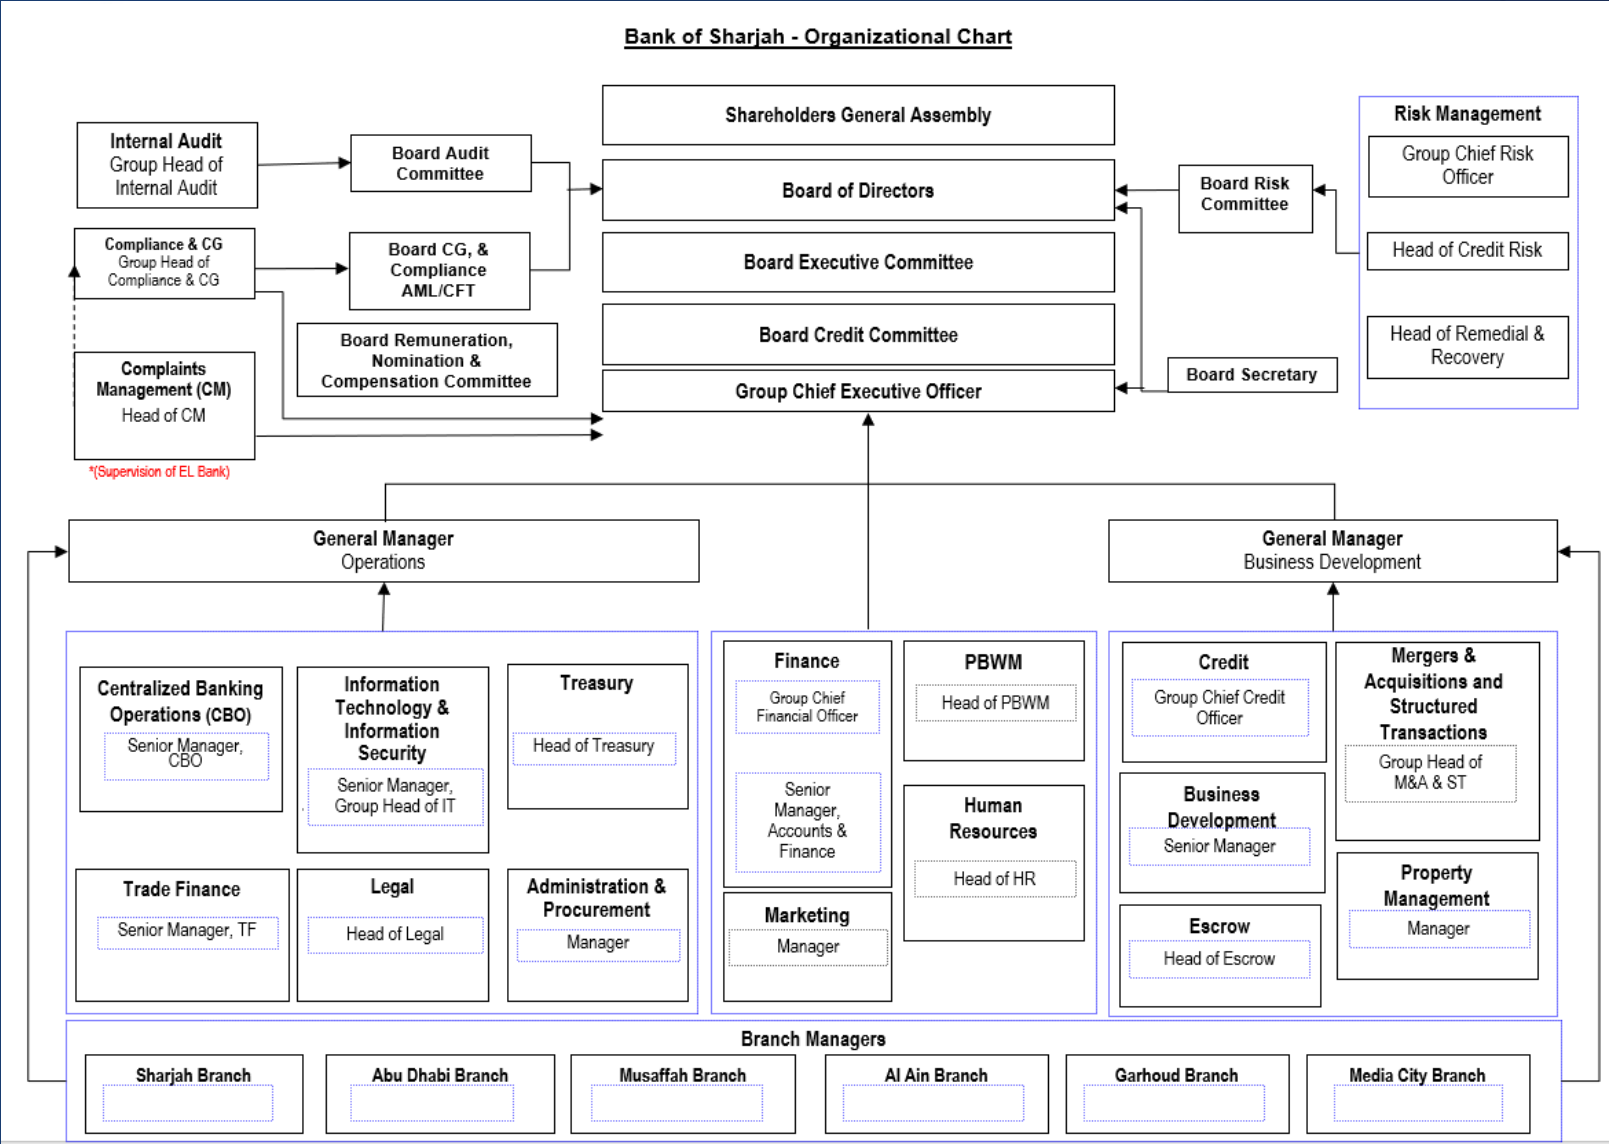 Bank of Sharjah - Organizational Chart
Shareholders General Assembly
Risk Management
Internal Audit
Group Head of
Internal Audit
Board Audit
Committee
Board of Directors
Board Risk
Committee
Group Chief Risk
Officer
Compliance & CG
Group Head of
Compliance & CG
Board CG, &
Compliance
AML/CFT
Board Executive Committee
Head of Credit Risk
Board Remuneration,
Nomination &
Compensation Committee
Board Credit Committee
Head of Remedial &
Recovery
Complaints
Management (CM)
Head of CM
Group Chief Executive Officer
Board Secretary
*(Supervision of EL Bank)
General Manager
Operations
General Manager
Business Development
Centralized Banking
Operations (CBO)
Senior Manager,
CBO
Information
Technology &
Information
Security
Senior Manager,
Group Head of IT
Treasury
Head of Treasury
Trade Finance
Senior Manager, TF
Legal
Head of Legal
Administration &
Procurement
Manager
Finance
Group Chief
Financial Officer
Senior
Manager,
Accounts &
Finance
PBWM
Head of PBWM
Human
Resources
Head of HR
Marketing
Manager
Credit
Group Chief Credit
Officer
Mergers &
Acquisitions and
Structured
Transactions
Group Head of
M&A & ST
Business
Development
Senior Manager
Property
Management
Manager
Escrow
Head of Escrow
Branch Managers
Sharjah Branch
Abu Dhabi Branch
Musaffah Branch
Al Ain Branch
Garhoud Branch
Media City Branch